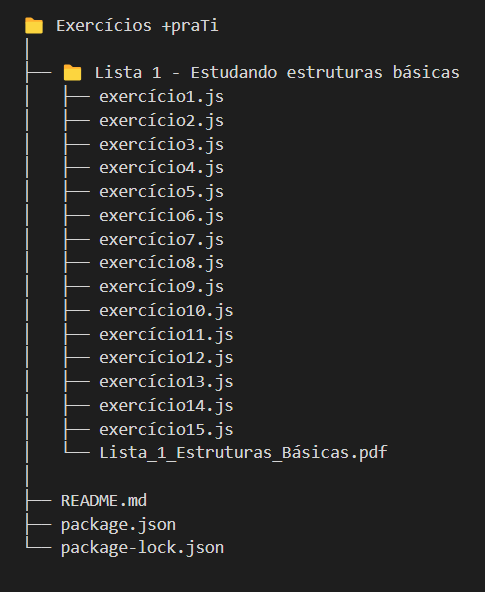 Exercícios +praTi
Lista 1 - Estudando estruturas básicas
exercício1.js
exercício2.js
exercício3.js
exercício4.js
exercício5.js
exercício6.js
exercício7.js
exercício8.js
exercício9.js
exercício10.js
exercício11.js
exercício12.js
exercício13.js
exercício14.js
exercício15.js
Lista_1_Estruturas_Básicas.pdf
README.md
package.json
package-lock.json